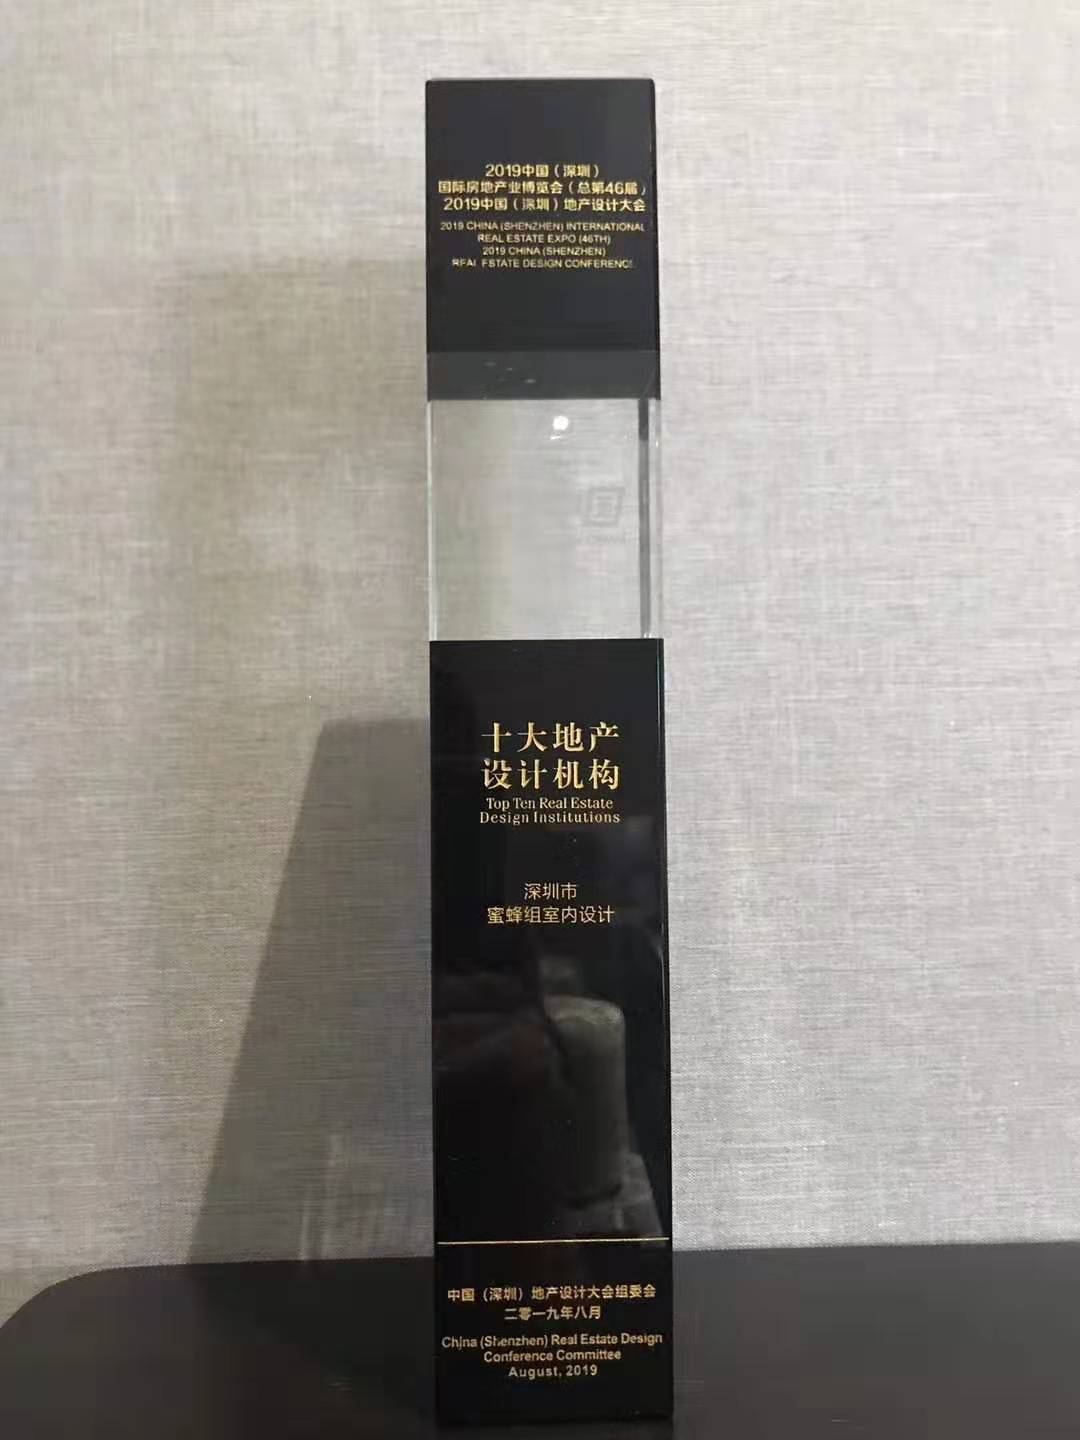 2019中国（深圳）
国际房地产业博览会（总第46届）
2019中国（深圳）地产设计大会
2019 CHINA (SHENZHEN) INTERNATIONAL
REAL ESTATE EXPO (46TH)
2019 CHINA (SHENZHEN)
REAL ESTATE DESIGN CONFERENCE
十大地产
设计机构
Top Ten Real Estate
Design Institutions
深圳市
蜜蜂组室内设计
中国（深圳）地产设计大会组委会
二零一九年八月
China (Shenzhen) Real Estate Design
Conference Committee
August, 2019